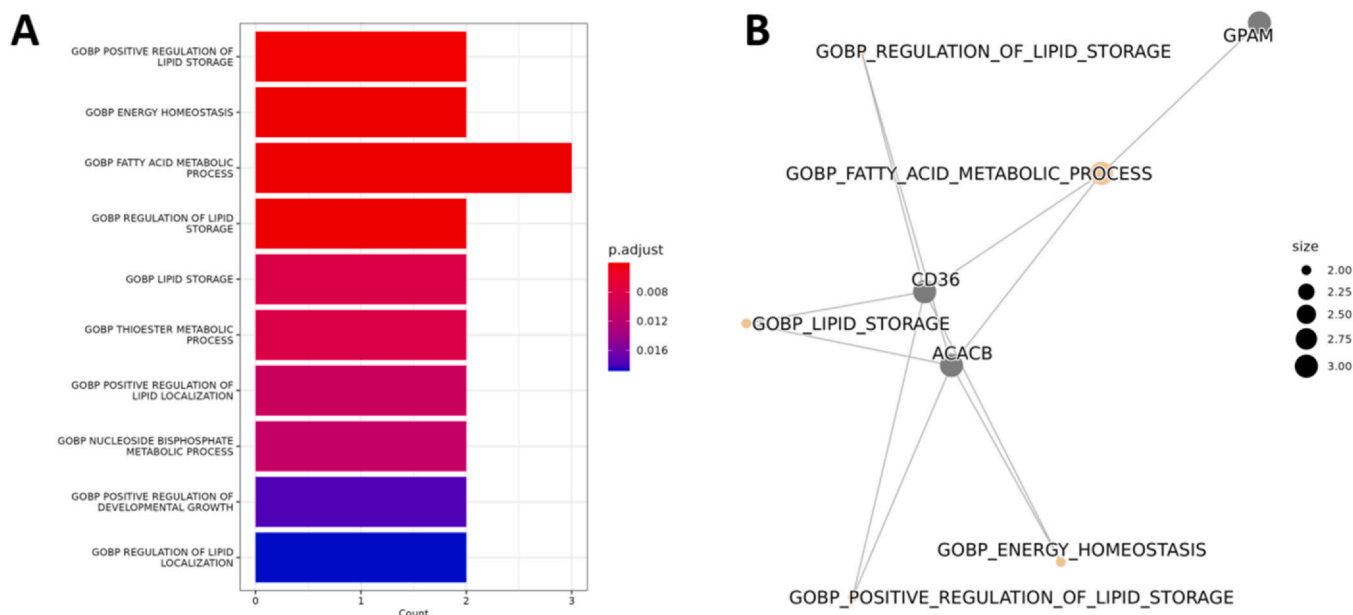 A
GOBP POSITIVE REGULATION OF
LIPID STORAGE
GOBP ENERGY HOMEOSTASIS
GOBP FATTY ACID METABOLIC
PROCESS
GOBP REGULATION OF LIPID
STORAGE
GOBP LIPID STORAGE
GOBP THIOESTER METABOLIC
PROCESS
GOBP POSITIVE REGULATION OF
LIPID LOCALIZATION
GOBP NUCLEOSIDE BISPHOSPHATE
METABOLIC PROCESS
GOBP POSITIVE REGULATION OF
DEVELOPMENTAL GROWTH
GOBP REGULATION OF LIPID
LOCALIZATION
0 1 2 3
Count
p.adjust
0.008
0.012
0.016
B
GPAM
GOBP_REGULATION_OF_LIPID_STORAGE
GOBP_FATTY_ACID_METABOLIC_PROCESS
CD36
GOBP_LIPID_STORAGE
ACACB
GOBP_ENERGY_HOMEOSTASIS
GOBP_POSITIVE_REGULATION_OF_LIPID_STORAGE
size
2.00
2.25
2.50
2.75
3.00